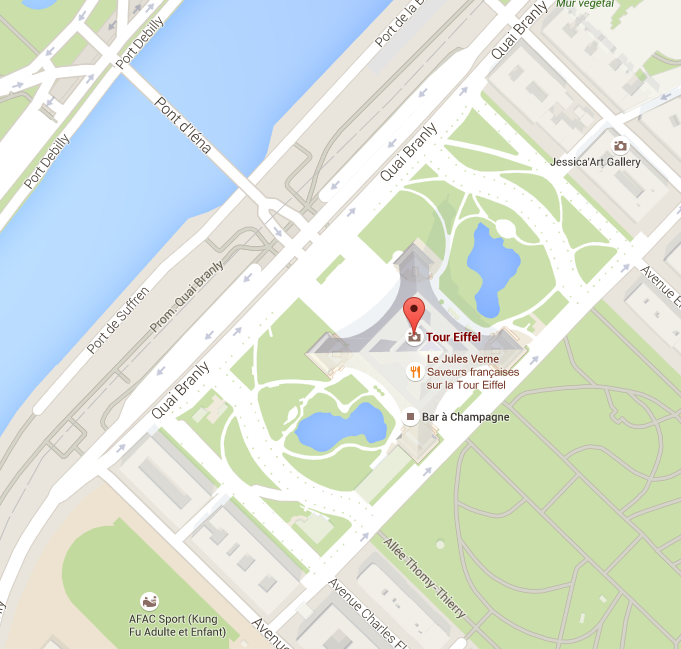 Mur végétal
Port de la B
Quai Branly
Port Debilly
Pont d'Iéna
Port Debilly
Quai Branly
Jessica'Art Gallery
Avenue E
Prom. Quai Branly
Port de Suffren
Tour Eiffel
Le Jules Verne
Saveurs françaises
sur la Tour Eiffel
Quai Branly
Bar à Champagne
Allée Thomy-Thierry
Avenue Charles Fl
AFAC Sport (Kung
Fu Adulte et Enfant)
Avenue